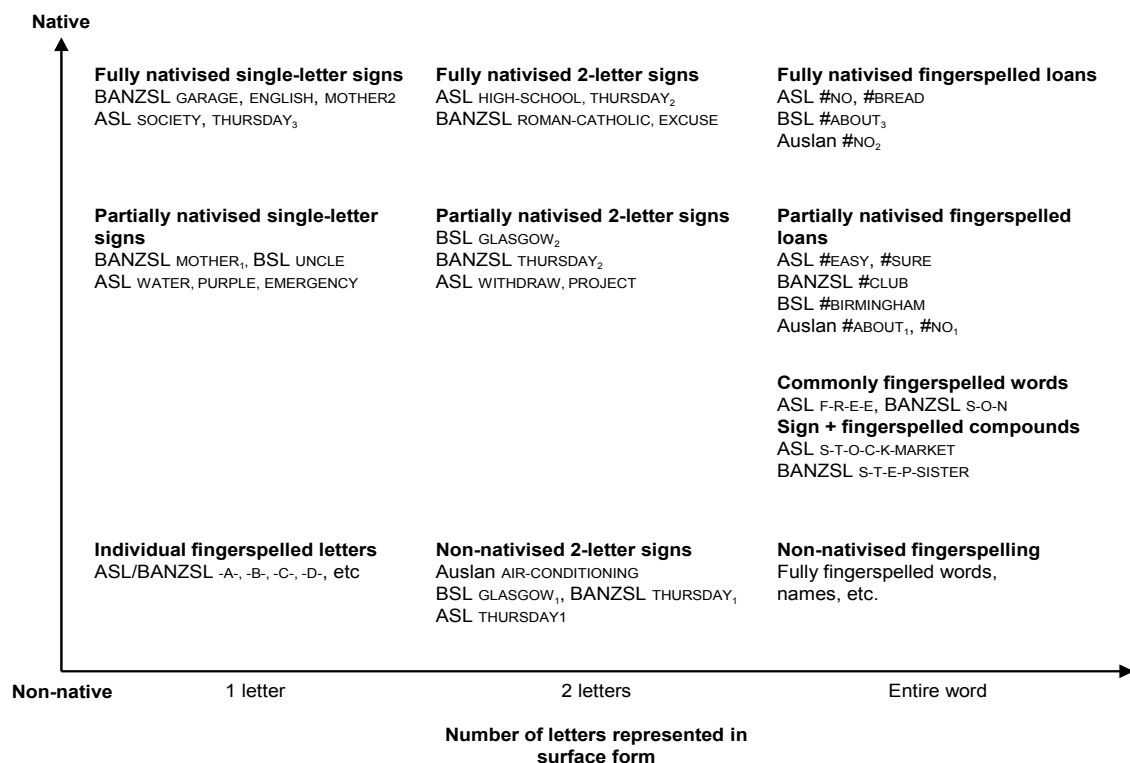 Native
Fully nativised single-letter signs
BANZSL GARAGE, ENGLISH, MOTHER2
ASL SOCIETY, THURSDAY₃
Fully nativised 2-letter signs
ASL HIGH-SCHOOL, THURSDAY₂
BANZSL ROMAN-CATHOLIC, EXCUSE
Fully nativised fingerspelled loans
ASL #NO, #BREAD
BSL #ABOUT₃
Auslan #NO₂
Partially nativised single-letter
signs
BANZSL MOTHER₁, BSL UNCLE
ASL WATER, PURPLE, EMERGENCY
Partially nativised 2-letter signs
BSL GLASGOW₂
BANZSL THURSDAY₂
ASL WITHDRAW, PROJECT
Partially nativised fingerspelled
loans
ASL #EASY, #SURE
BANZSL #CLUB
BSL #BIRMINGHAM
Auslan #ABOUT₁, #NO₁
Commonly fingerspelled words
ASL F-R-E-E, BANZSL S-O-N
Sign + fingerspelled compounds
ASL S-T-O-C-K-MARKET
BANZSL S-T-E-P-SISTER
Individual fingerspelled letters
ASL/BANZSL -A-, -B-, -C-, -D-, etc
Non-nativised 2-letter signs
Auslan AIR-CONDITIONING
BSL GLASGOW₁, BANZSL THURSDAY₁
ASL THURSDAY1
Non-nativised fingerspelling
Fully fingerspelled words,
names, etc.
Non-native
1 letter
2 letters
Entire word
Number of letters represented in
surface form